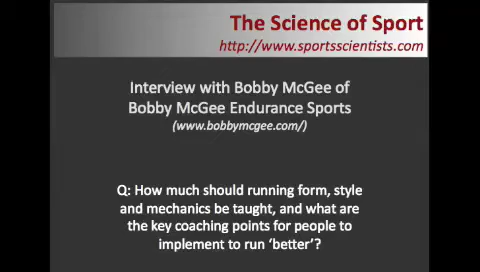 The Science of Sport
http://www.sportsscientists.com
Interview with Bobby McGee of
Bobby McGee Endurance Sports
(www.bobbymcgee.com/)
Q: How much should running form, style
and mechanics be taught, and what are
the key coaching points for people to
implement to run ‘better’?